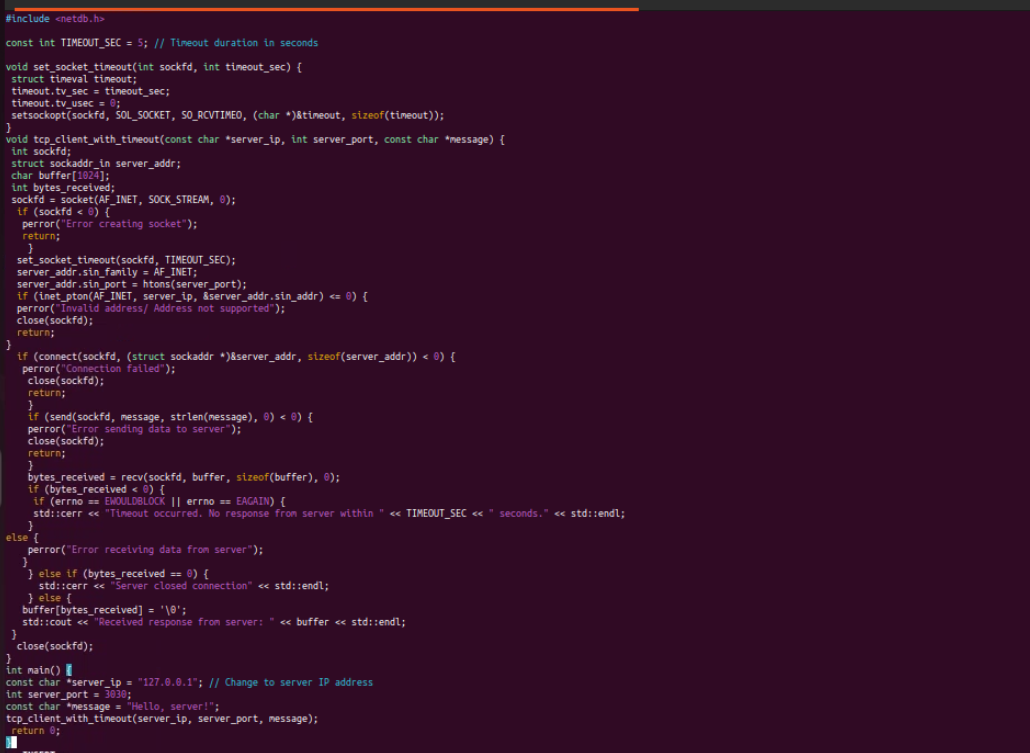 #include <netdb.h>
const int TIMEOUT_SEC = 5; // Timeout duration in seconds
void set_socket_timeout(int sockfd, int timeout_sec) {
struct timeval timeout;
timeout.tv_sec = timeout_sec;
timeout.tv_usec = 0;
setsockopt(sockfd, SOL_SOCKET, SO_RCVTIMEO, (char *)&timeout, sizeof(timeout));
}
void tcp_client_with_timeout(const char *server_ip, int server_port, const char *message) {
int sockfd;
struct sockaddr_in server_addr;
char buffer[1024];
int bytes_received;
sockfd = socket(AF_INET, SOCK_STREAM, 0);
if (sockfd < 0) {
perror("Error creating socket");
return;
}
set_socket_timeout(sockfd, TIMEOUT_SEC);
server_addr.sin_family = AF_INET;
server_addr.sin_port = htons(server_port);
if (inet_pton(AF_INET, server_ip, &server_addr.sin_addr) <= 0) {
perror("Invalid address/ Address not supported");
close(sockfd);
return;
}
if (connect(sockfd, (struct sockaddr *)&server_addr, sizeof(server_addr)) < 0) {
perror("Connection failed");
close(sockfd);
return;
}
if (send(sockfd, message, strlen(message), 0) < 0) {
perror("Error sending data to server");
close(sockfd);
return;
}
bytes_received = recv(sockfd, buffer, sizeof(buffer), 0);
if (bytes_received < 0) {
if (errno == EWOULDBLOCK || errno == EAGAIN) {
std::cerr << "Timeout occurred. No response from server within " << TIMEOUT_SEC << " seconds." << std::endl;
}
else {
perror("Error receiving data from server");
}
} else if (bytes_received == 0) {
std::cerr << "Server closed connection" << std::endl;
} else {
buffer[bytes_received] = '\0';
std::cout << "Received response from server: " << buffer << std::endl;
}
close(sockfd);
}
int main() {
const char *server_ip = "127.0.0.1"; // Change to server IP address
int server_port = 3030;
const char *message = "Hello, server!";
tcp_client_with_timeout(server_ip, server_port, message);
return 0;
}